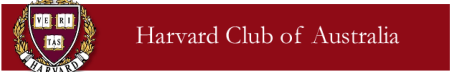 VE RI
TAS
HARVARD
Harvard Club of Australia